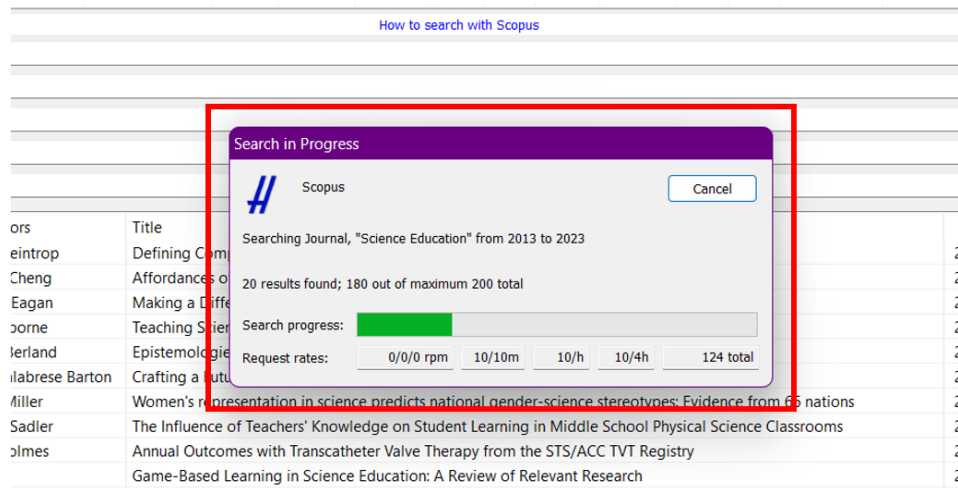 How to search with Scopus
Search in Progress
Scopus
Cancel
Searching Journal, "Science Education" from 2013 to 2023
20 results found; 180 out of maximum 200 total
Search progress:
Request rates: 0/0/0 rpm 10/10m 10/h 10/4h 124 total
ors Title
eintrop Defining Com
Cheng Affordances o
Eagan Making a Diffe
borne Teaching Scien
Berland Epistemologie
labrese Barton Crafting a Futu
Miller Women's representation in science predicts national gender-science stereotypes: Evidence from 66 nations
Sadler The Influence of Teachers' Knowledge on Student Learning in Middle School Physical Science Classrooms
olmes Annual Outcomes with Transcatheter Valve Therapy from the STS/ACC TVT Registry
Game-Based Learning in Science Education: A Review of Relevant Research